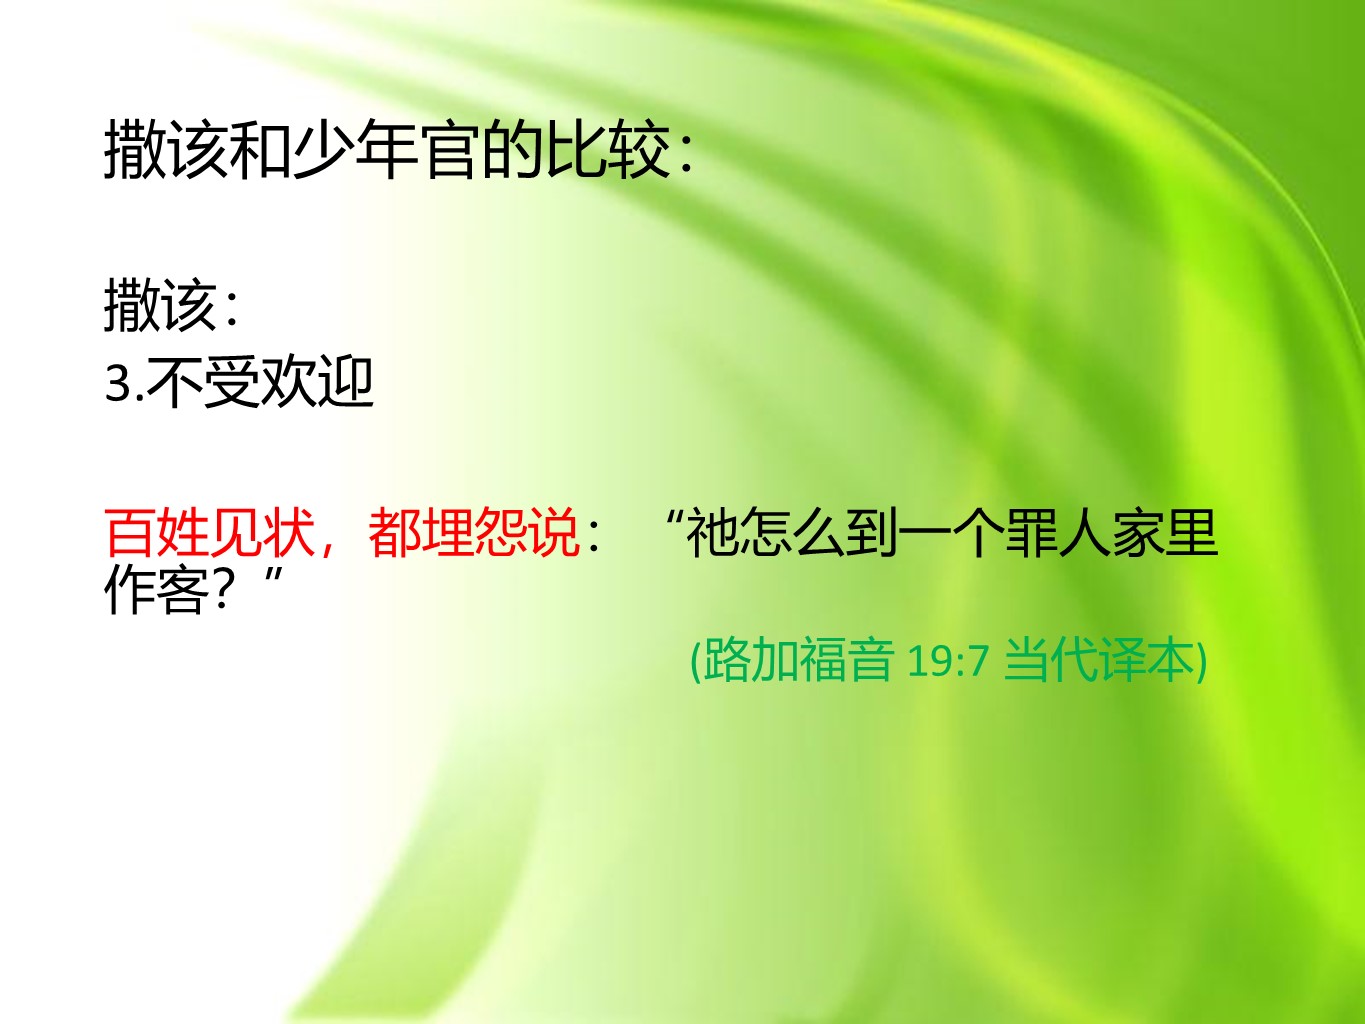 撒该和少年官的比较：
撒该：
3.不受欢迎
百姓见状，都埋怨说：“祂怎么到一个罪人家里
作客？”
(路加福音 19:7 当代译本)